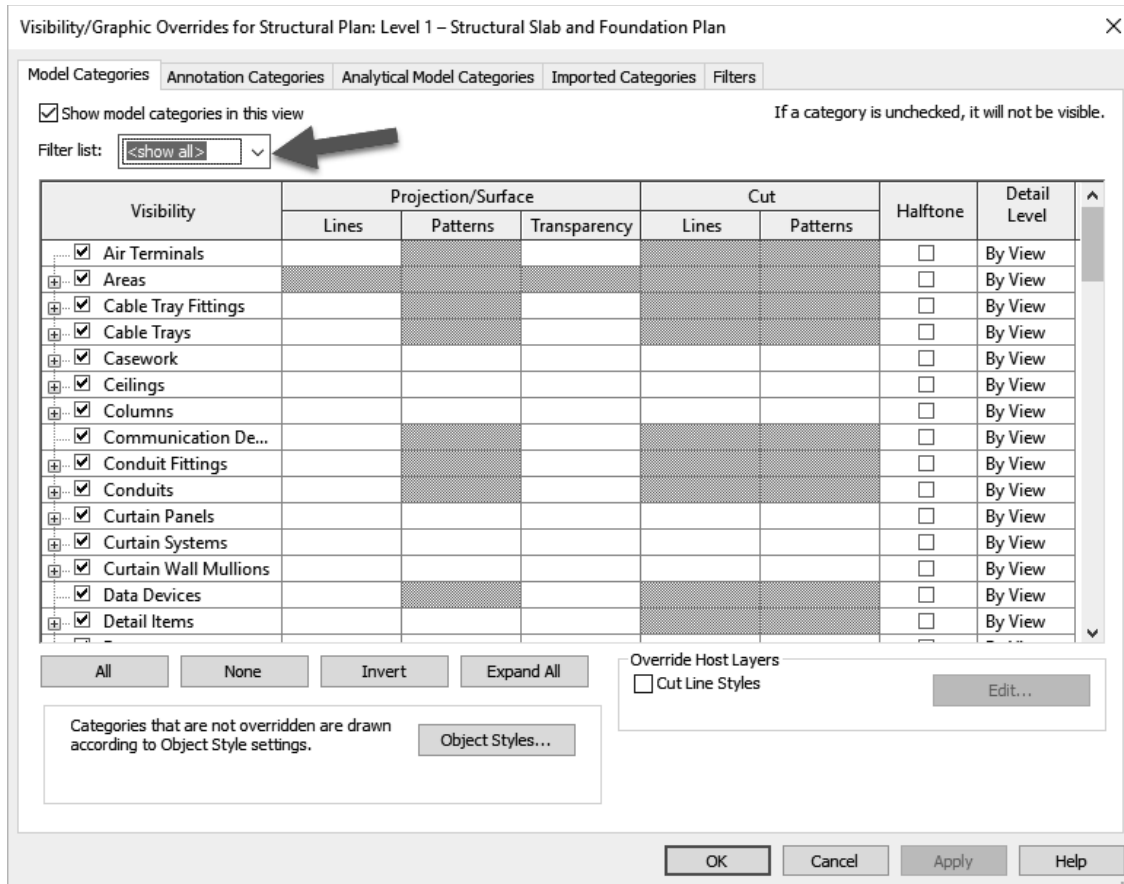 Visibility/Graphic Overrides for Structural Plan: Level 1 – Structural Slab and Foundation Plan
Model Categories Annotation Categories Analytical Model Categories Imported Categories Filters
Show model categories in this view
If a category is unchecked, it will not be visible.
Filter list: <show all>
Visibility Projection/Surface Cut Halftone Detail Level
Lines Patterns Transparency Lines Patterns
Air Terminals By View
Areas By View
Cable Tray Fittings By View
Cable Trays By View
Casework By View
Ceilings By View
Columns By View
Communication De... By View
Conduit Fittings By View
Conduits By View
Curtain Panels By View
Curtain Systems By View
Curtain Wall Mullions By View
Data Devices By View
Detail Items By View
All None Invert Expand All
Override Host Layers
Cut Line Styles
Edit...
Categories that are not overridden are drawn
according to Object Style settings.
Object Styles...
OK Cancel Apply Help